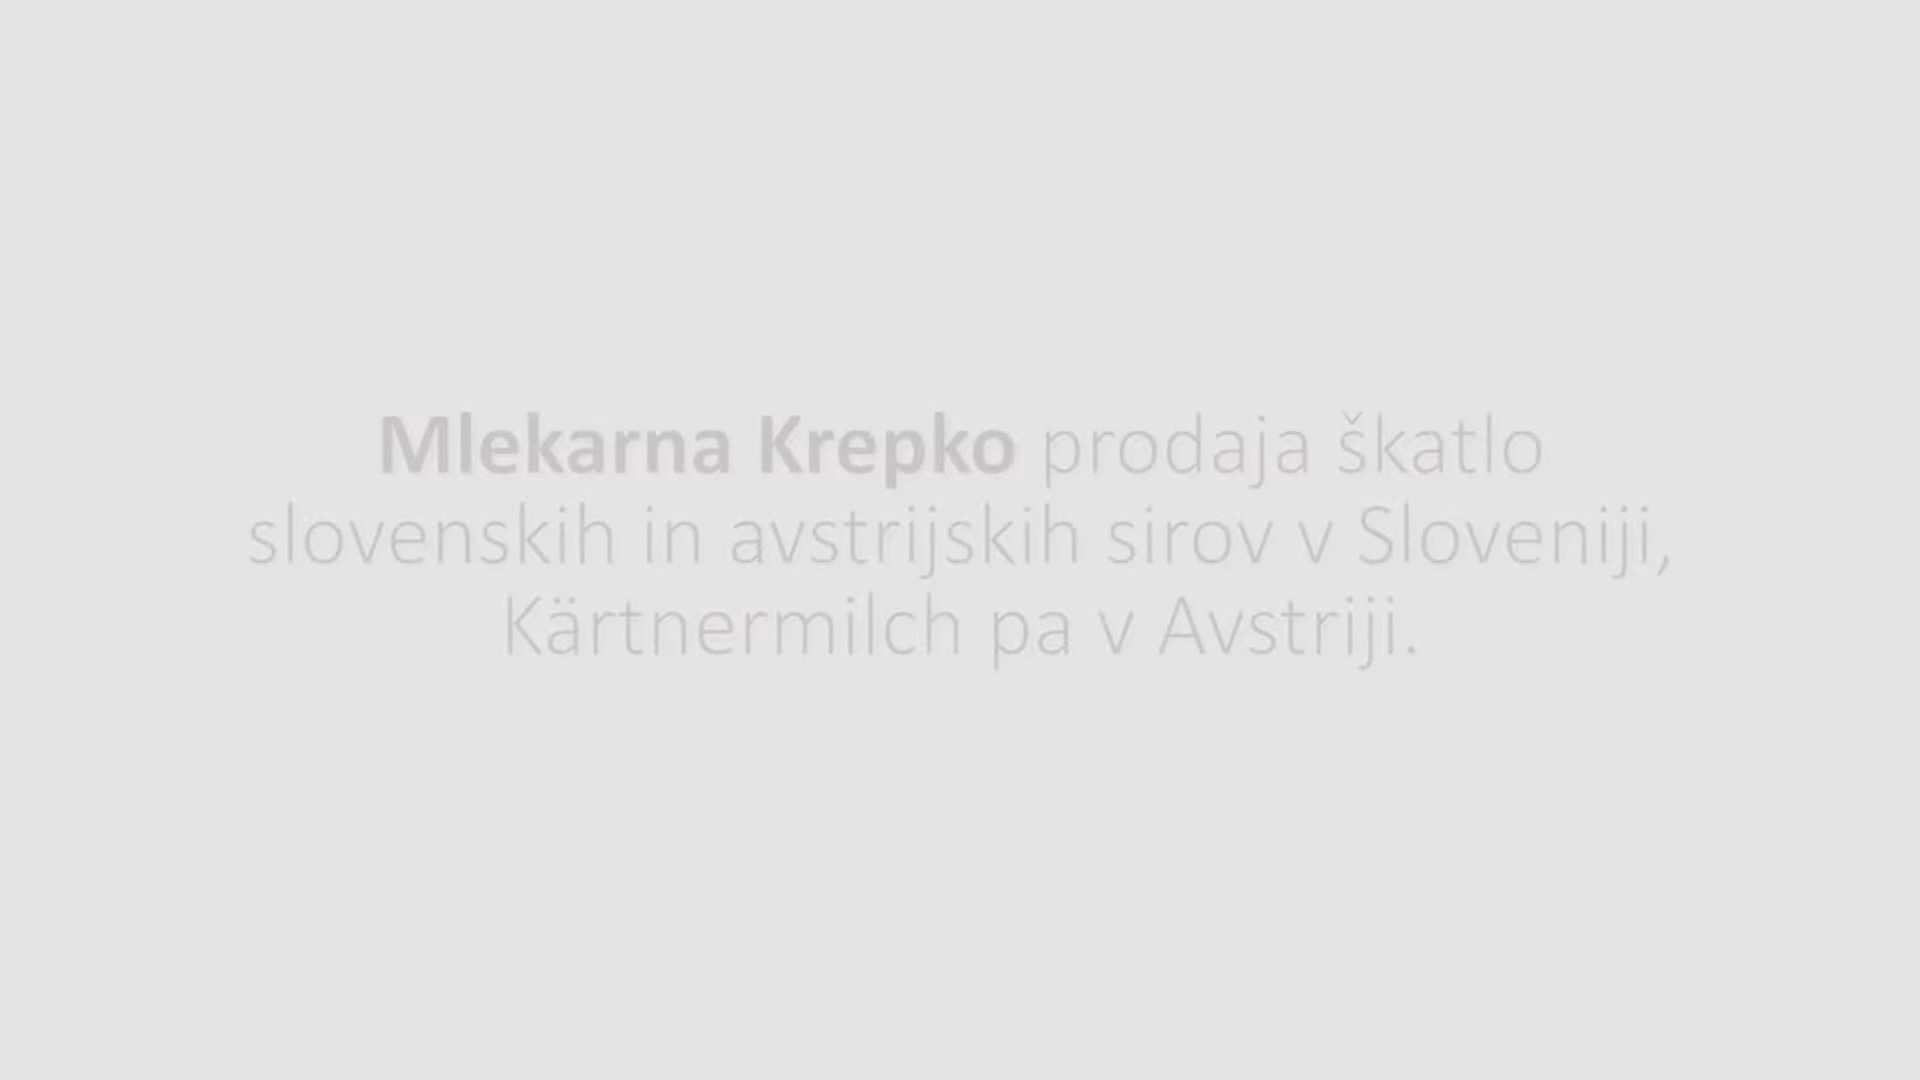 Mlekarna Krepko prodaja škatlo
slovenskih in avstrijskih sirov v Sloveniji,
Kärtnermilch pa v Avstriji.